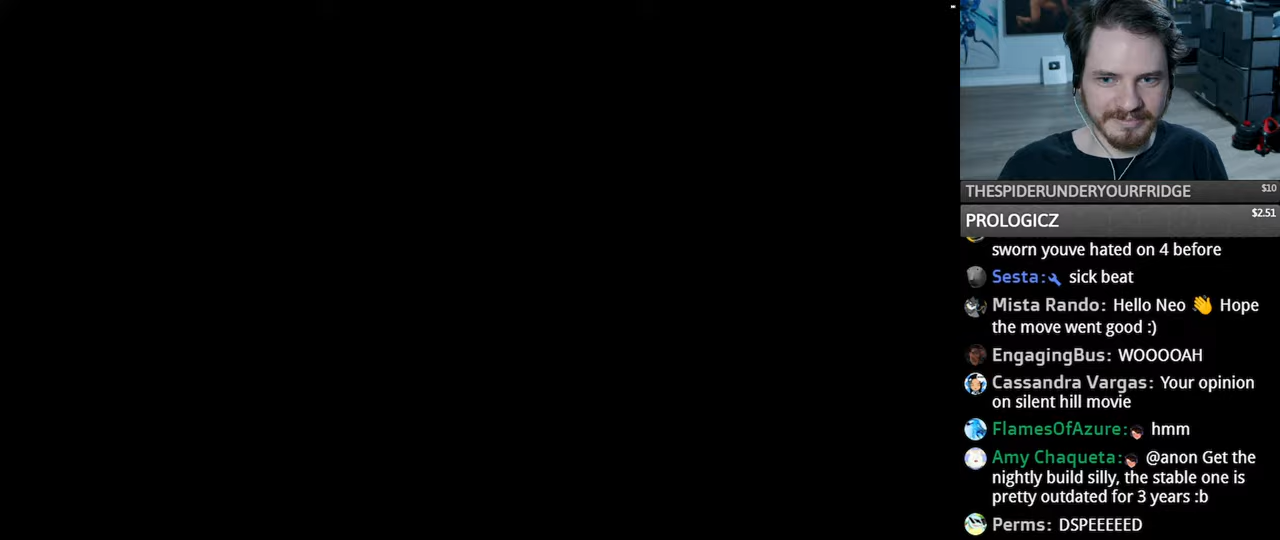 THESPIDERUNDERYOURFRIDGE $10
PROLOGICZ $2.51
sworn youve hated on 4 before
Sesta: sick beat
Mista Rando: Hello Neo 👋 Hope
the move went good :)
EngagingBus: WOOOOAH
Cassandra Vargas: Your opinion
on silent hill movie
FlamesOfAzure: hmm
Amy Chaqueta: @anon Get the
nightly build silly, the stable one is
pretty outdated for 3 years :b
Perms: DSPEEEEED